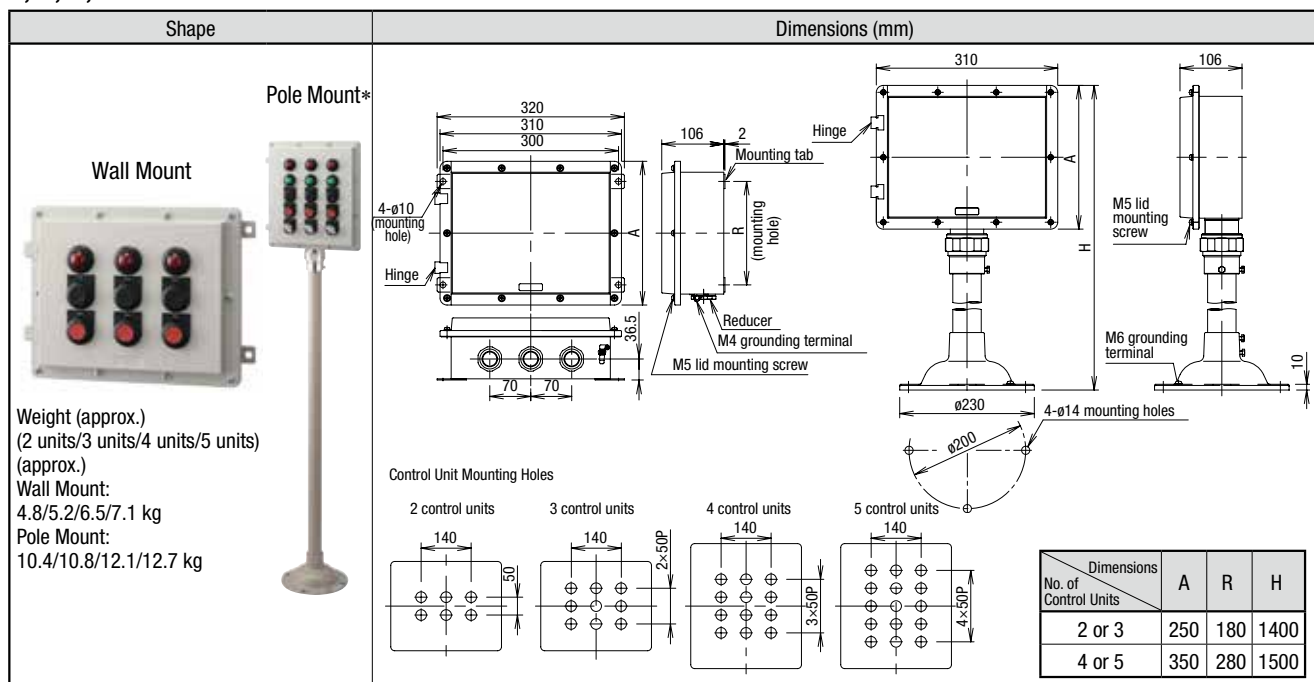 Shape
Dimensions (mm)
Pole Mount*
Wall Mount
Weight (approx.)
(2 units/3 units/4 units/5 units)
(approx.)
Wall Mount:
4.8/5.2/6.5/7.1 kg
Pole Mount:
10.4/10.8/12.1/12.7 kg
320
310
300
4-ø10
(mounting
hole)
Hinge
A
36.5
70
70
106
2
Mounting tab
R
(mounting
hole)
Reducer
M4 grounding terminal
M5 lid mounting screw
310
Hinge
A
H
ø230
ø200
4-ø14 mounting holes
106
M5 lid
mounting
screw
M6 grounding
terminal
10
Control Unit Mounting Holes
2 control units
140
50
3 control units
140
2×50P
4 control units
140
3×50P
5 control units
140
4×50P
Dimensions
No. of
Control Units
A R H
2 or 3 250 180 1400
4 or 5 350 280 1500